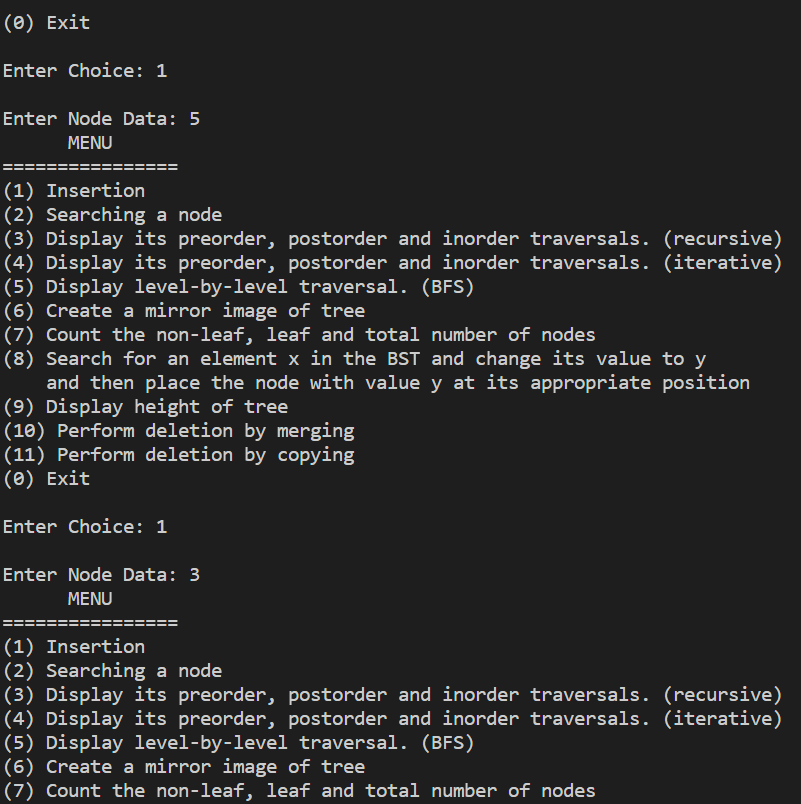 (0) Exit
Enter Choice: 1
Enter Node Data: 5
MENU
================
(1) Insertion
(2) Searching a node
(3) Display its preorder, postorder and inorder traversals. (recursive)
(4) Display its preorder, postorder and inorder traversals. (iterative)
(5) Display level-by-level traversal. (BFS)
(6) Create a mirror image of tree
(7) Count the non-leaf, leaf and total number of nodes
(8) Search for an element x in the BST and change its value to y
and then place the node with value y at its appropriate position
(9) Display height of tree
(10) Perform deletion by merging
(11) Perform deletion by copying
(0) Exit
Enter Choice: 1
Enter Node Data: 3
MENU
================
(1) Insertion
(2) Searching a node
(3) Display its preorder, postorder and inorder traversals. (recursive)
(4) Display its preorder, postorder and inorder traversals. (iterative)
(5) Display level-by-level traversal. (BFS)
(6) Create a mirror image of tree
(7) Count the non-leaf, leaf and total number of nodes